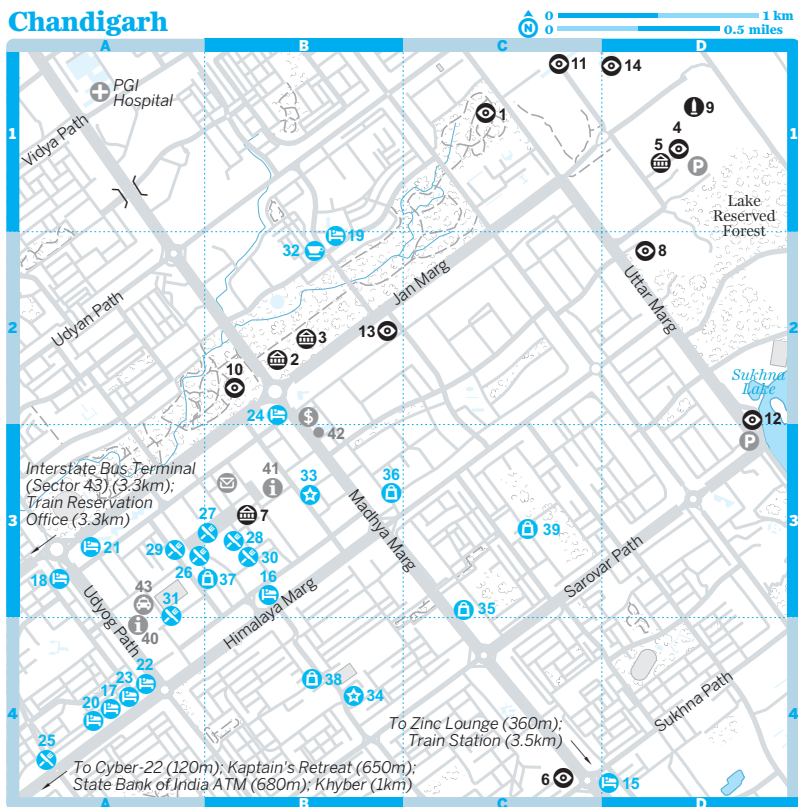 Chandigarh
N
0 1 km
0 0.5 miles
A B C D
PGI
Hospital
Vidya Path
11
14
1
9
4
5
P
1
1
Lake
Reserved
Forest
19
32
8
Jan Marg
Uttar Marg
Udyan Path
2
2
13
3
2
10
Sukhna
Lake
24
$
42
12
P
Interstate Bus Terminal
(Sector 43) (3.3km);
Train Reservation
Office (3.3km)
41
i
33
36
7
27
Madhya Marg
3
3
39
28
29
30
21
26
37
16
18
Udyog Path
43
31
i
40
Himalaya Marg
Sarovar Path
35
22
23
17
20
38
34
4
4
Sukhna Path
25
To Zinc Lounge (360m);
Train Station (3.5km)
To Cyber-22 (120m); Kaptain's Retreat (650m);
State Bank of India ATM (680m); Khyber (1km)
6
15
A B C D